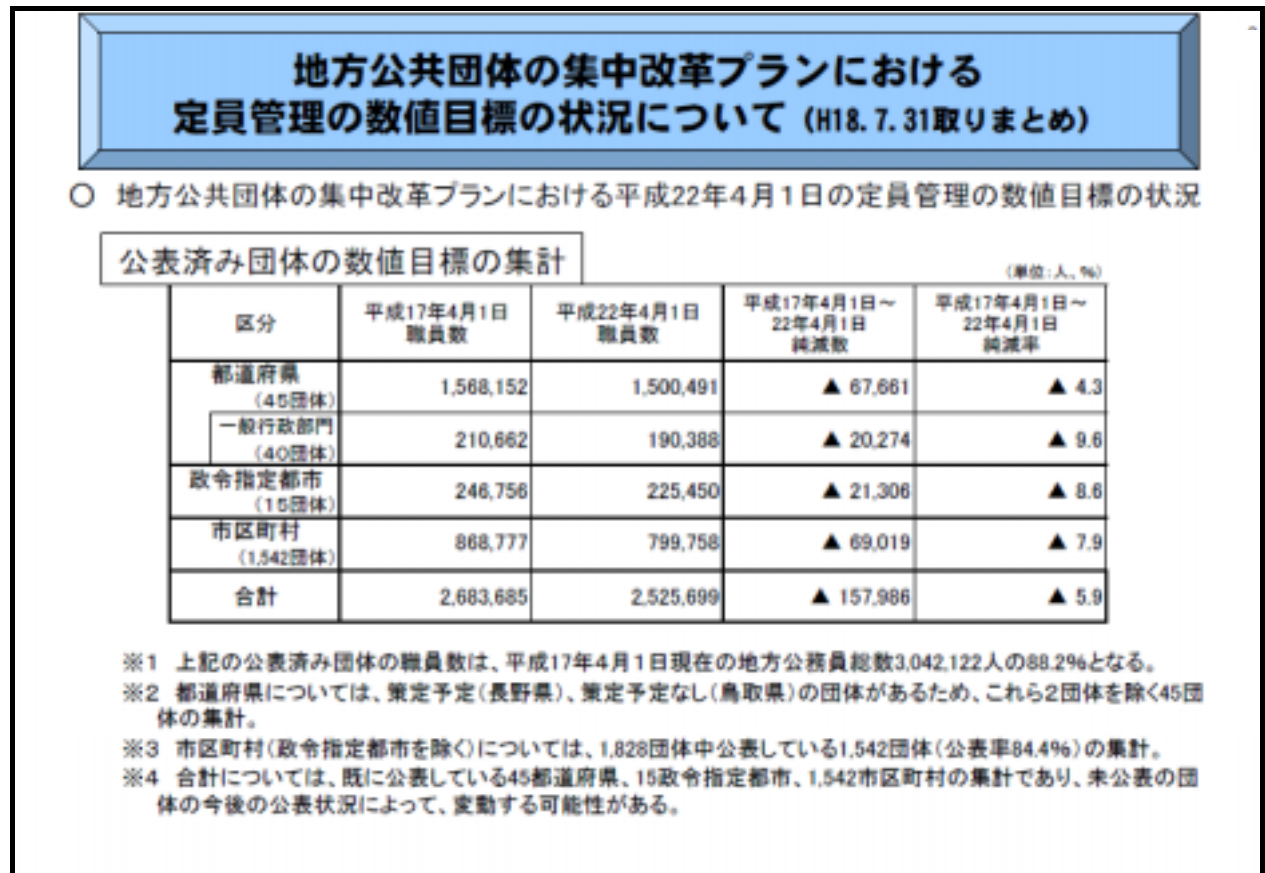 地方公共団体の集中改革プランにおける
定員管理の数値目標の状況について（H18.7.31取りまとめ）
〇 地方公共団体の集中改革プランにおける平成22年4月1日の定員管理の数値目標の状況
公表済み団体の数値目標の集計
（単位：人、%）
区分 平成17年4月1日職員数 平成22年4月1日職員数 平成17年4月1日～22年4月1日純減数 平成17年4月1日～22年4月1日純減率
都道府県（45団体） 1,568,152 1,500,491 ▲ 67,661 ▲ 4.3
一般行政部門（40団体） 210,662 190,388 ▲ 20,274 ▲ 9.6
政令指定都市（15団体） 246,756 225,450 ▲ 21,306 ▲ 8.6
市区町村（1,542団体） 868,777 799,758 ▲ 69,019 ▲ 7.9
合計 2,683,685 2,525,699 ▲ 157,986 ▲ 5.9
※1 上記の公表済み団体の職員数は、平成17年4月1日現在の地方公務員総数3,042,122人の88.2%となる。
※2 都道府県については、策定予定（長野県）、策定予定なし（鳥取県）の団体があるため、これら2団体を除く45団
体の集計。
※3 市区町村（政令指定都市を除く）については、1,828団体中公表している1,542団体（公表率84.4%）の集計。
※4 合計については、既に公表している45都道府県、15政令指定都市、1,542市区町村の集計であり、未公表の団
体の今後の公表状況によって、変動する可能性がある。